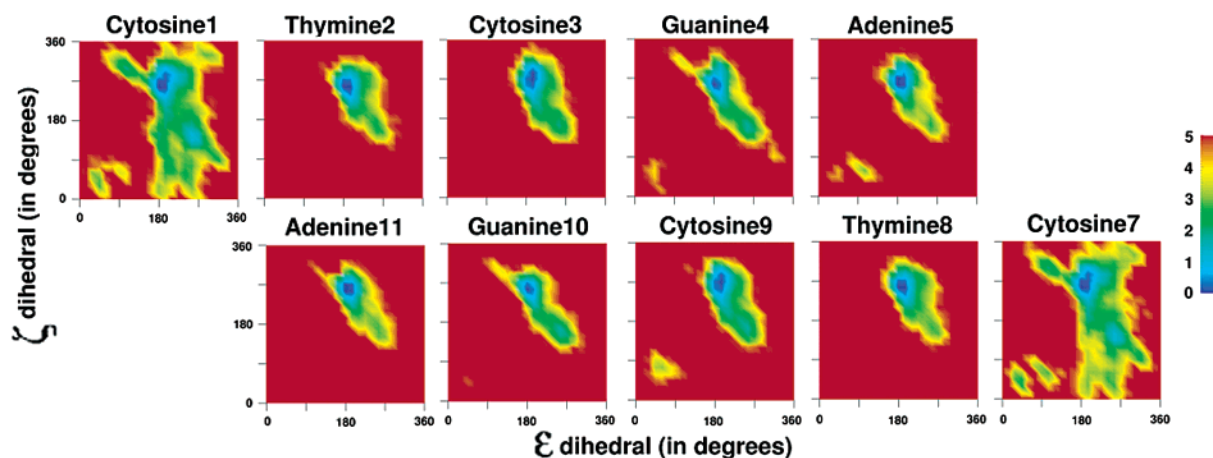 Cytosine1 Thymine2 Cytosine3 Guanine4 Adenine5
360
180
0
0 180 360
5
4
3
2
1
0
Adenine11 Guanine10 Cytosine9 Thymine8 Cytosine7
360
180
0
0 180 360 0 180 360 0 180 360 0 180 360 0 180 360
ζ dihedral (in degrees)
ε dihedral (in degrees)